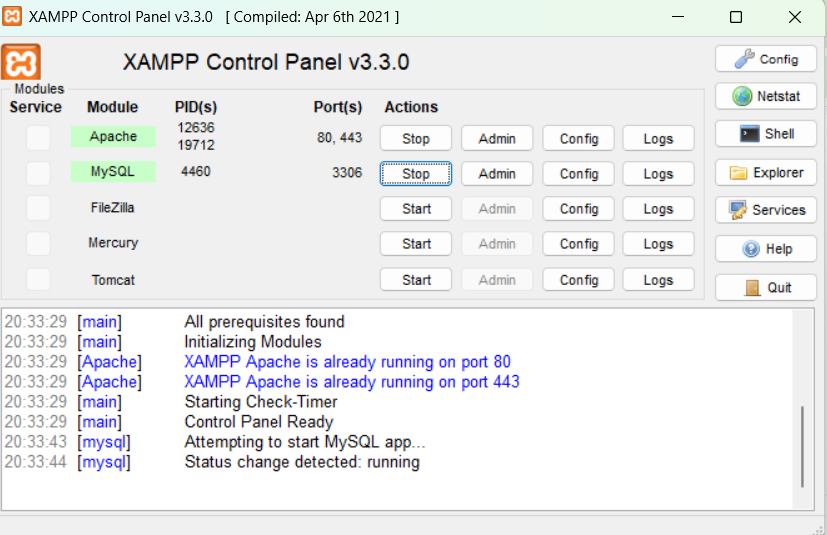 XAMPP Control Panel v3.3.0 [ Compiled: Apr 6th 2021 ]
XAMPP Control Panel v3.3.0
Config
Modules
Service Module PID(s) Port(s) Actions
Netstat
Apache 12636 80, 443 Stop Admin Config Logs
19712
Shell
MySQL 4460 3306 Stop Admin Config Logs
Explorer
FileZilla Start Admin Config Logs
Services
Mercury Start Admin Config Logs
Help
Tomcat Start Admin Config Logs
Quit
20:33:29 [main] All prerequisites found
20:33:29 [main] Initializing Modules
20:33:29 [Apache] XAMPP Apache is already running on port 80
20:33:29 [Apache] XAMPP Apache is already running on port 443
20:33:29 [main] Starting Check-Timer
20:33:29 [main] Control Panel Ready
20:33:43 [mysql] Attempting to start MySQL app...
20:33:44 [mysql] Status change detected: running